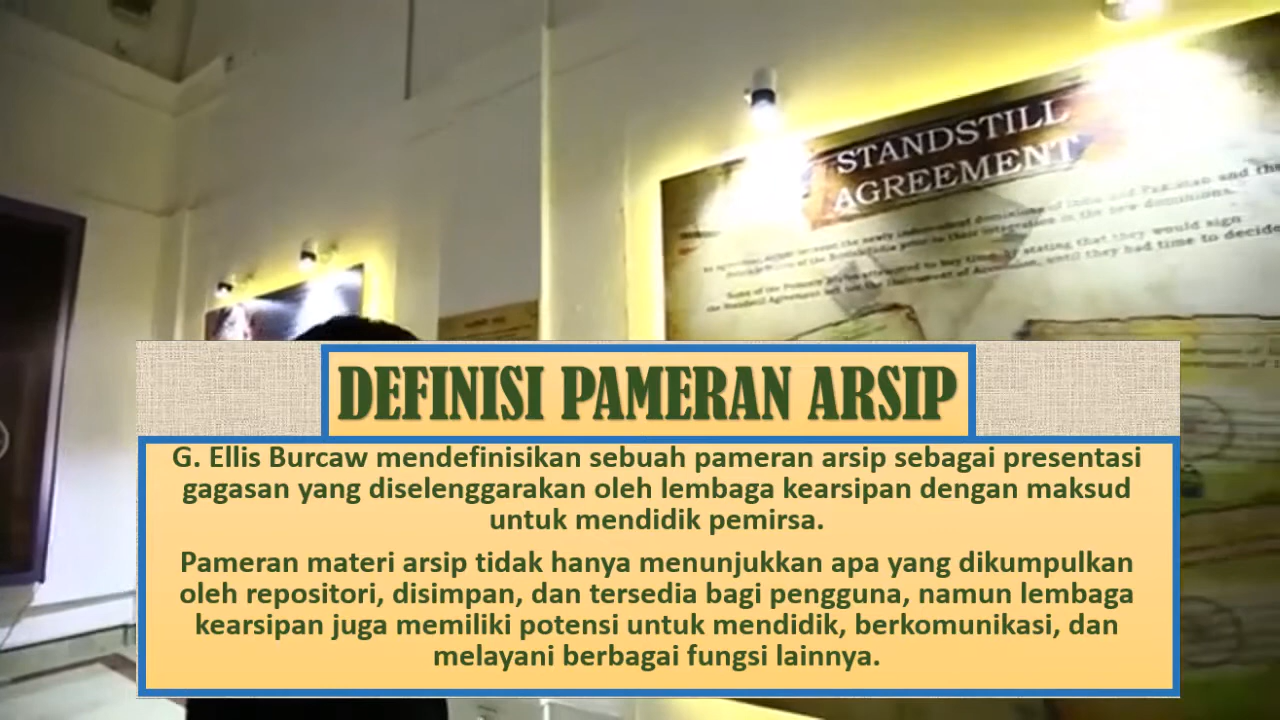 STANDSTILL
AGREEMENT
DEFINISI PAMERAN ARSIP
G. Ellis Burcaw mendefinisikan sebuah pameran arsip sebagai presentasi
gagasan yang diselenggarakan oleh lembaga kearsipan dengan maksud
untuk mendidik pemirsa.
Pameran materi arsip tidak hanya menunjukkan apa yang dikumpulkan
oleh repositori, disimpan, dan tersedia bagi pengguna, namun lembaga
kearsipan juga memiliki potensi untuk mendidik, berkomunikasi, dan
melayani berbagai fungsi lainnya.